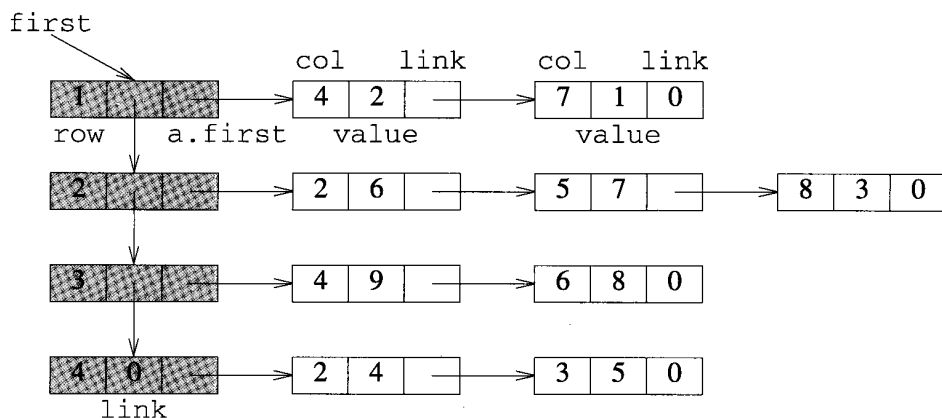 first
col link col link
1 4 2 7 1 0
row a.first value value
2 2 6 5 7 8 3 0
3 4 9 6 8 0
4 0 2 4 3 5 0
link